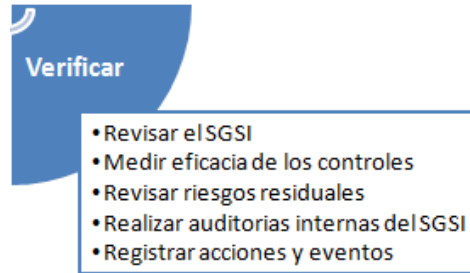 Verificar
• Revisar el SGSI
• Medir eficacia de los controles
• Revisar riesgos residuales
• Realizar auditorias internas del SGSI
• Registrar acciones y eventos